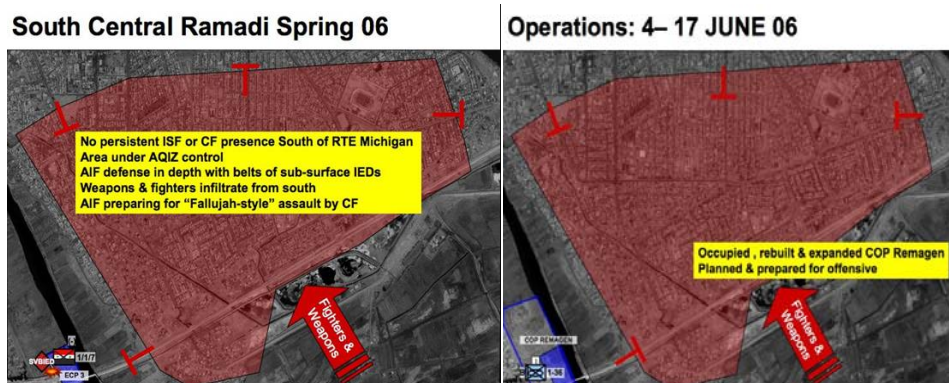 South Central Ramadi Spring 06
No persistent ISF or CF presence South of RTE Michigan
Area under AQIZ control
AIF defense in depth with belts of sub-surface IEDs
Weapons & fighters infiltrate from south
AIF preparing for “Fallujah-style” assault by CF
Fighters &
Weapons
SVBIED
1/1/7
ECP 3
Operations: 4– 17 JUNE 06
Occupied , rebuilt & expanded COP Remagen
Planned & prepared for offensive
Fighters &
Weapons
COP REMAGEN
1-36